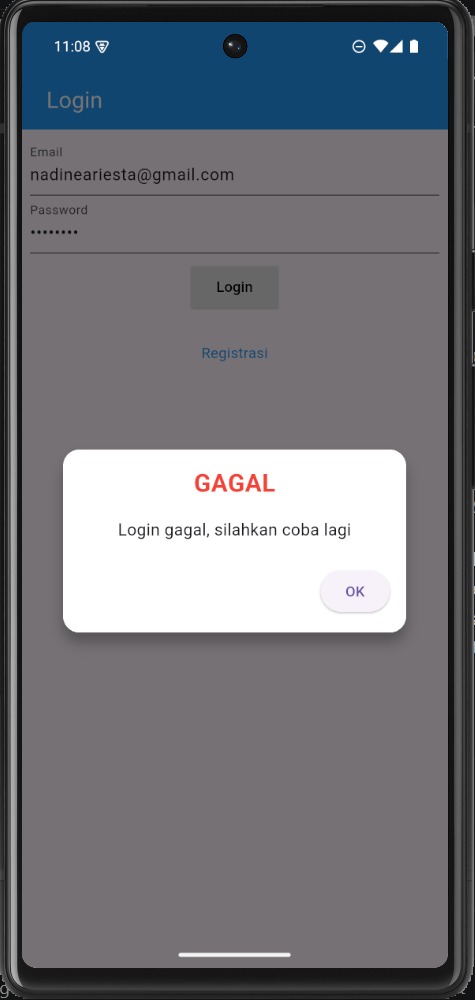 11:08
Login
Email
nadineariesta@gmail.com
Password
••••••••
Login
Registrasi
GAGAL
Login gagal, silahkan coba lagi
OK